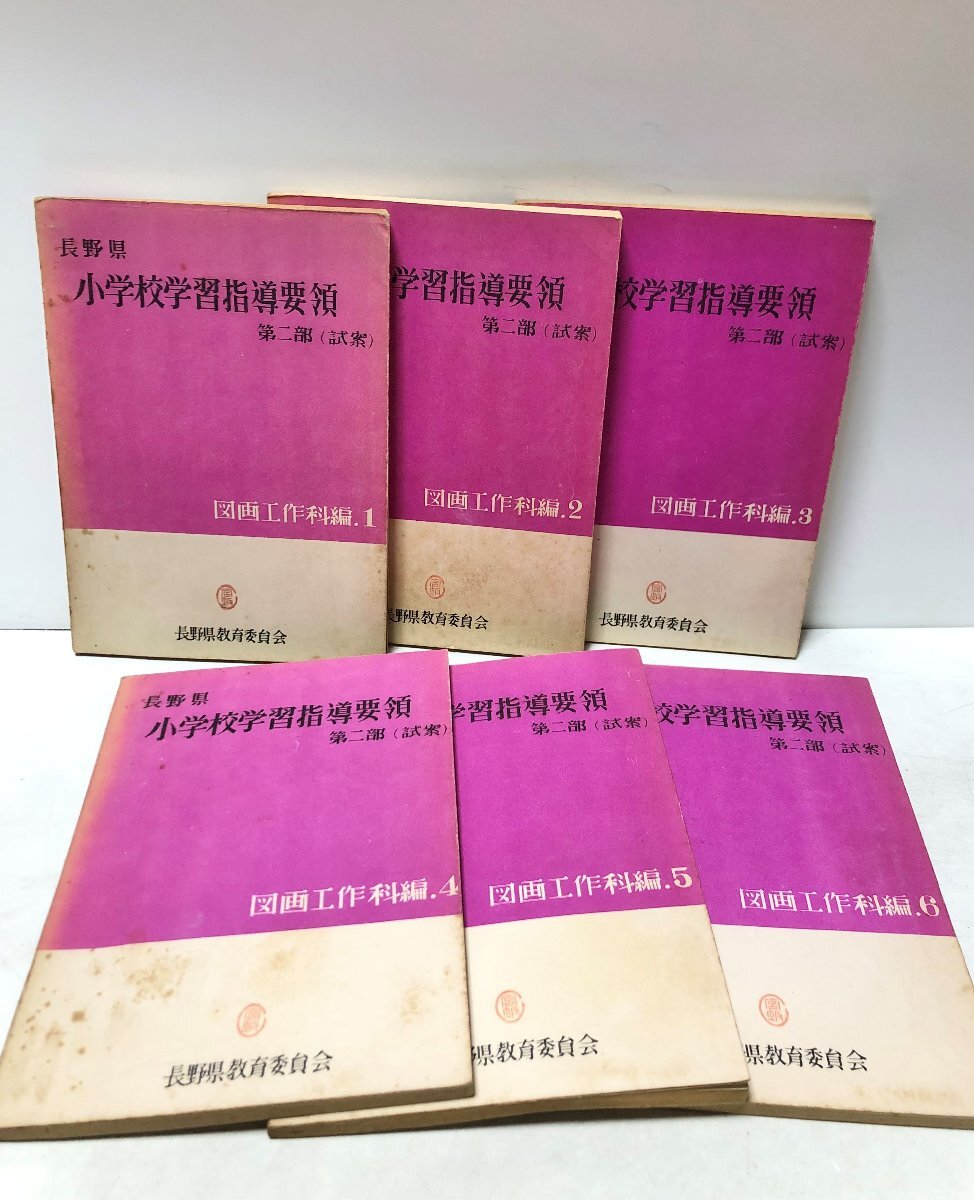 長野県
小学校学習指導要領
第二部（試案）
図画工作科編.1
長野県教育委員会
学習指導要領
第二部（試案）
図画工作科編.2
長野県教育委員会
校学習指導要領
第二部（試案）
図画工作科編.3
長野県教育委員会
長野県
小学校学習指導要領
第二部（試案）
図画工作科編.4
長野県教育委員会
学習指導要領
第二部（試案）
図画工作科編.5
県教育委員会
校学習指導要領
第二部（試案）
図画工作科編.6
県教育委員会